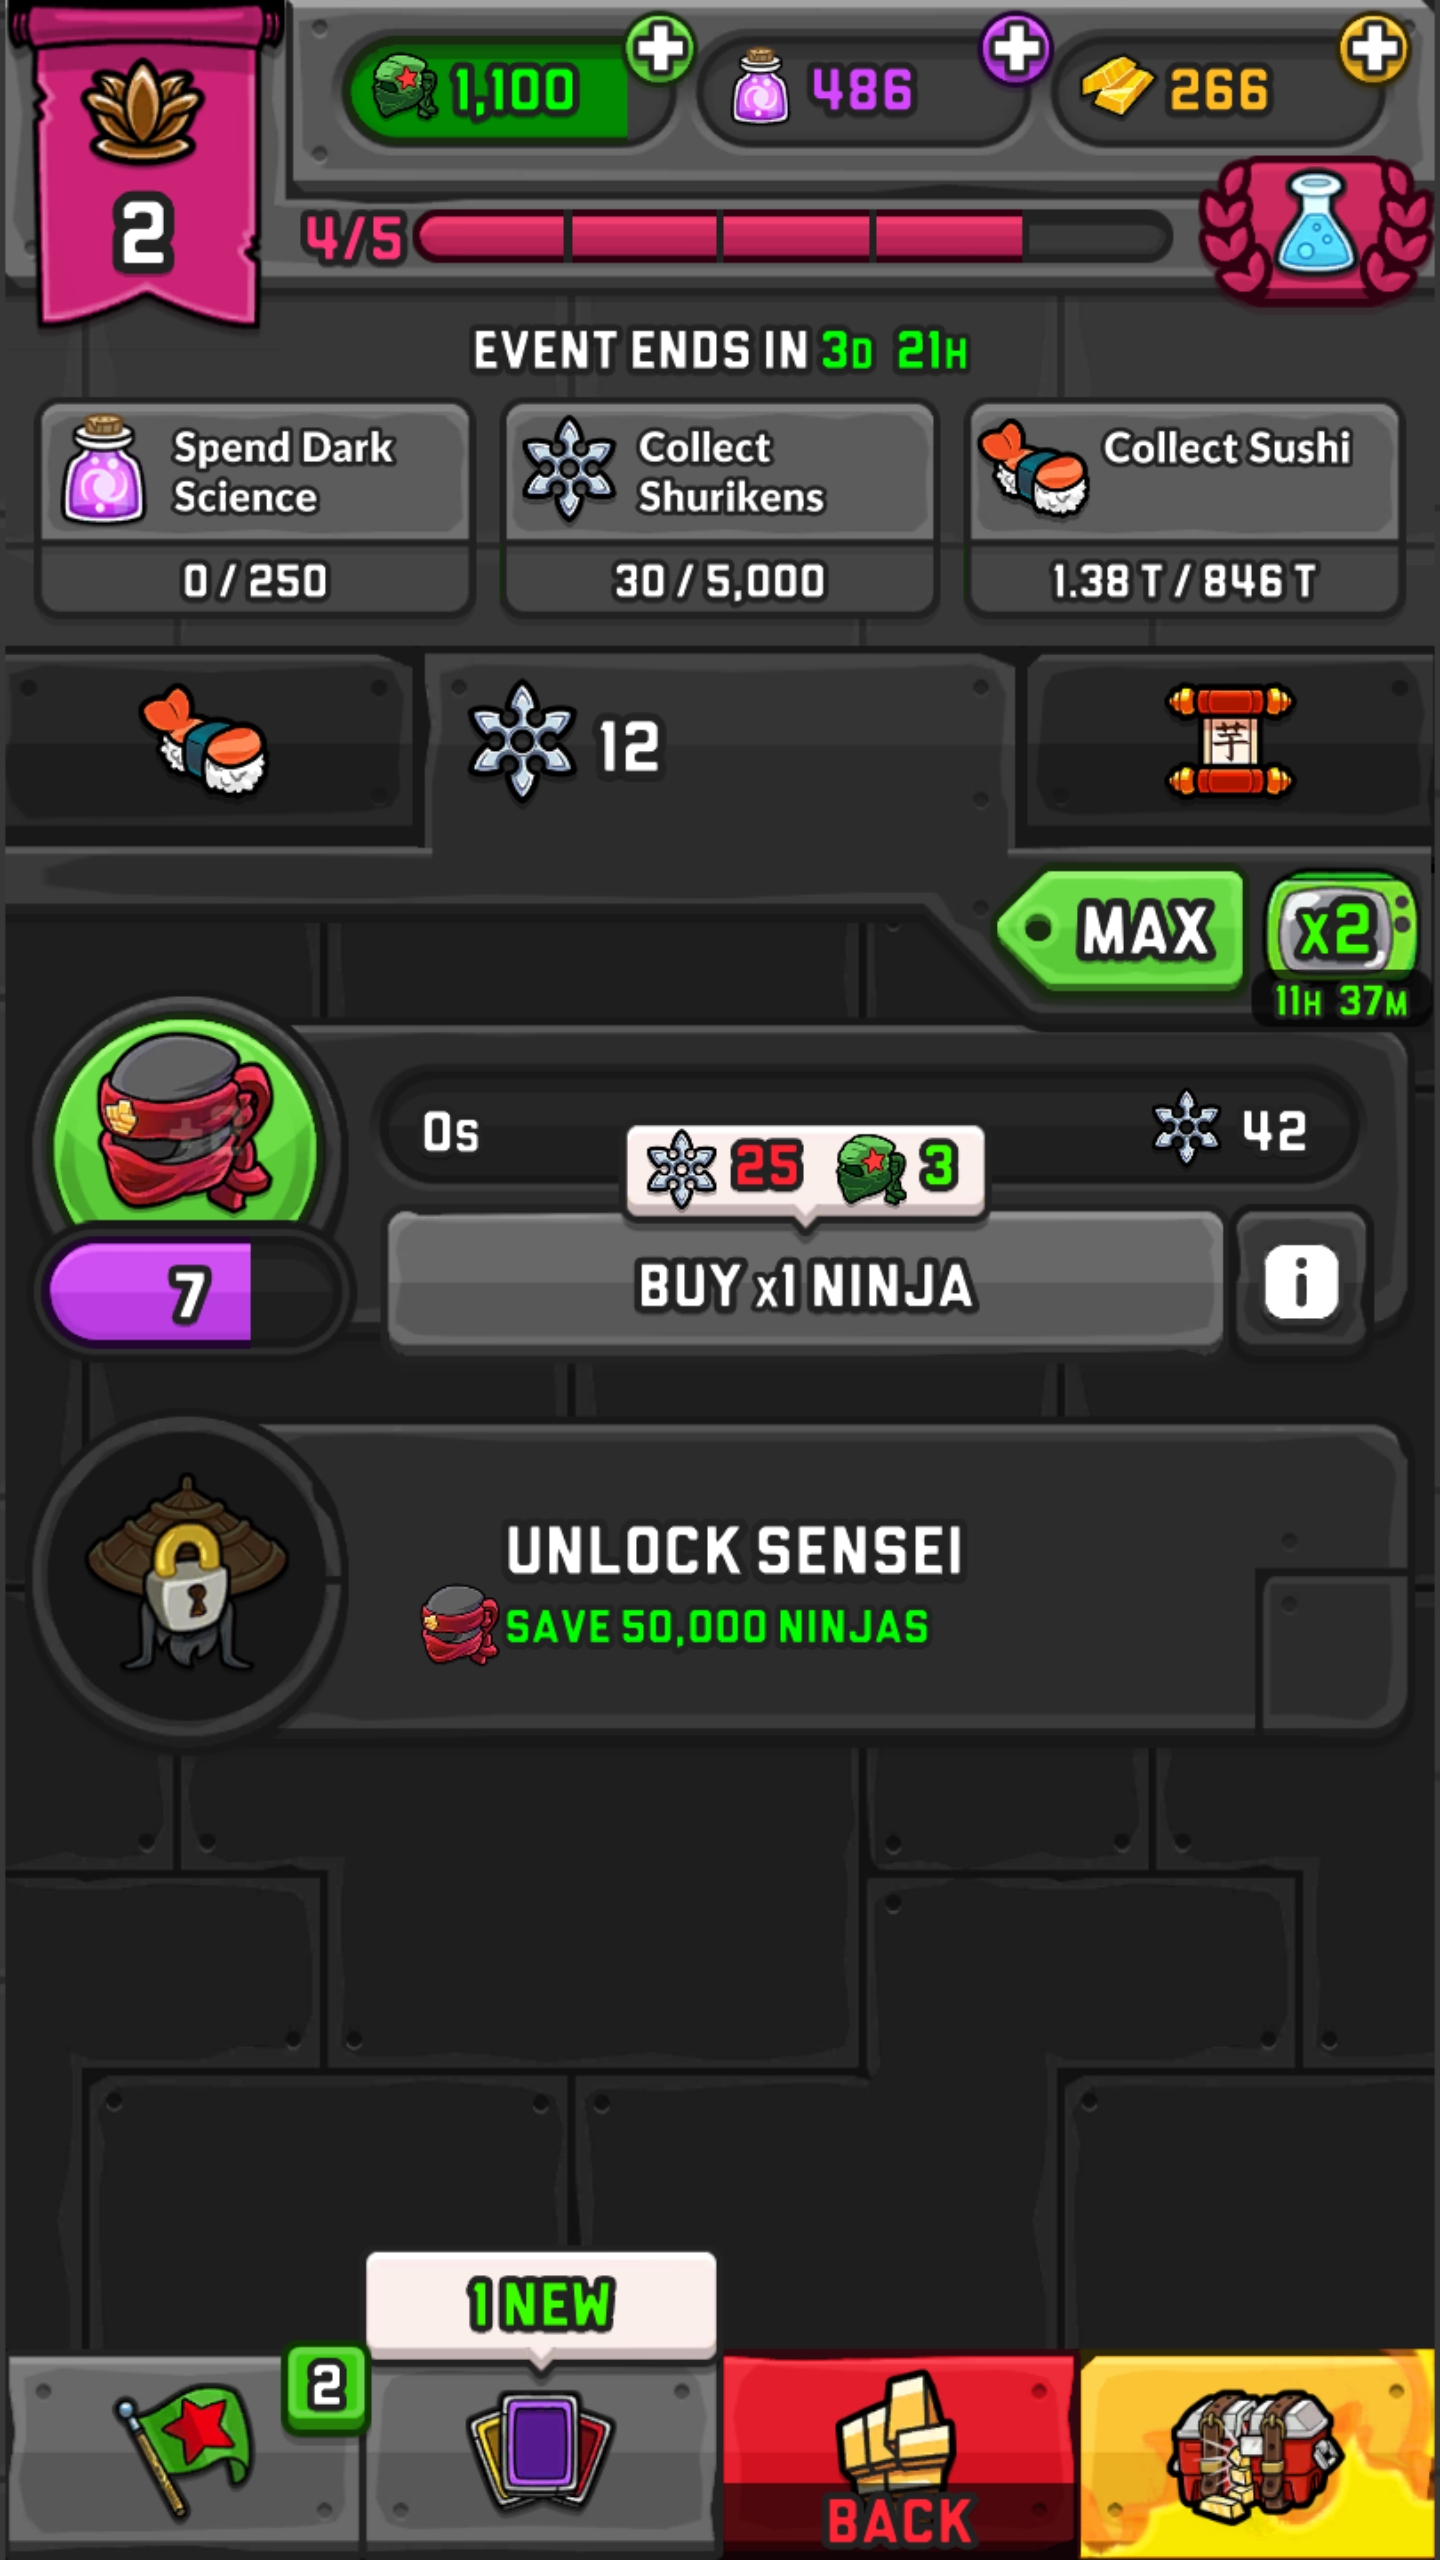 1,100
486
266
2
4/5
EVENT ENDS IN 3D 21H
Spend Dark
Science
0 / 250
Collect
Shurikens
30 / 5,000
Collect Sushi
1.38 T / 846 T
12
芋
MAX
x2
11H 37M
0s
42
25
3
7
BUY x1 NINJA
i
UNLOCK SENSEI
SAVE 50,000 NINJAS
1 NEW
2
BACK